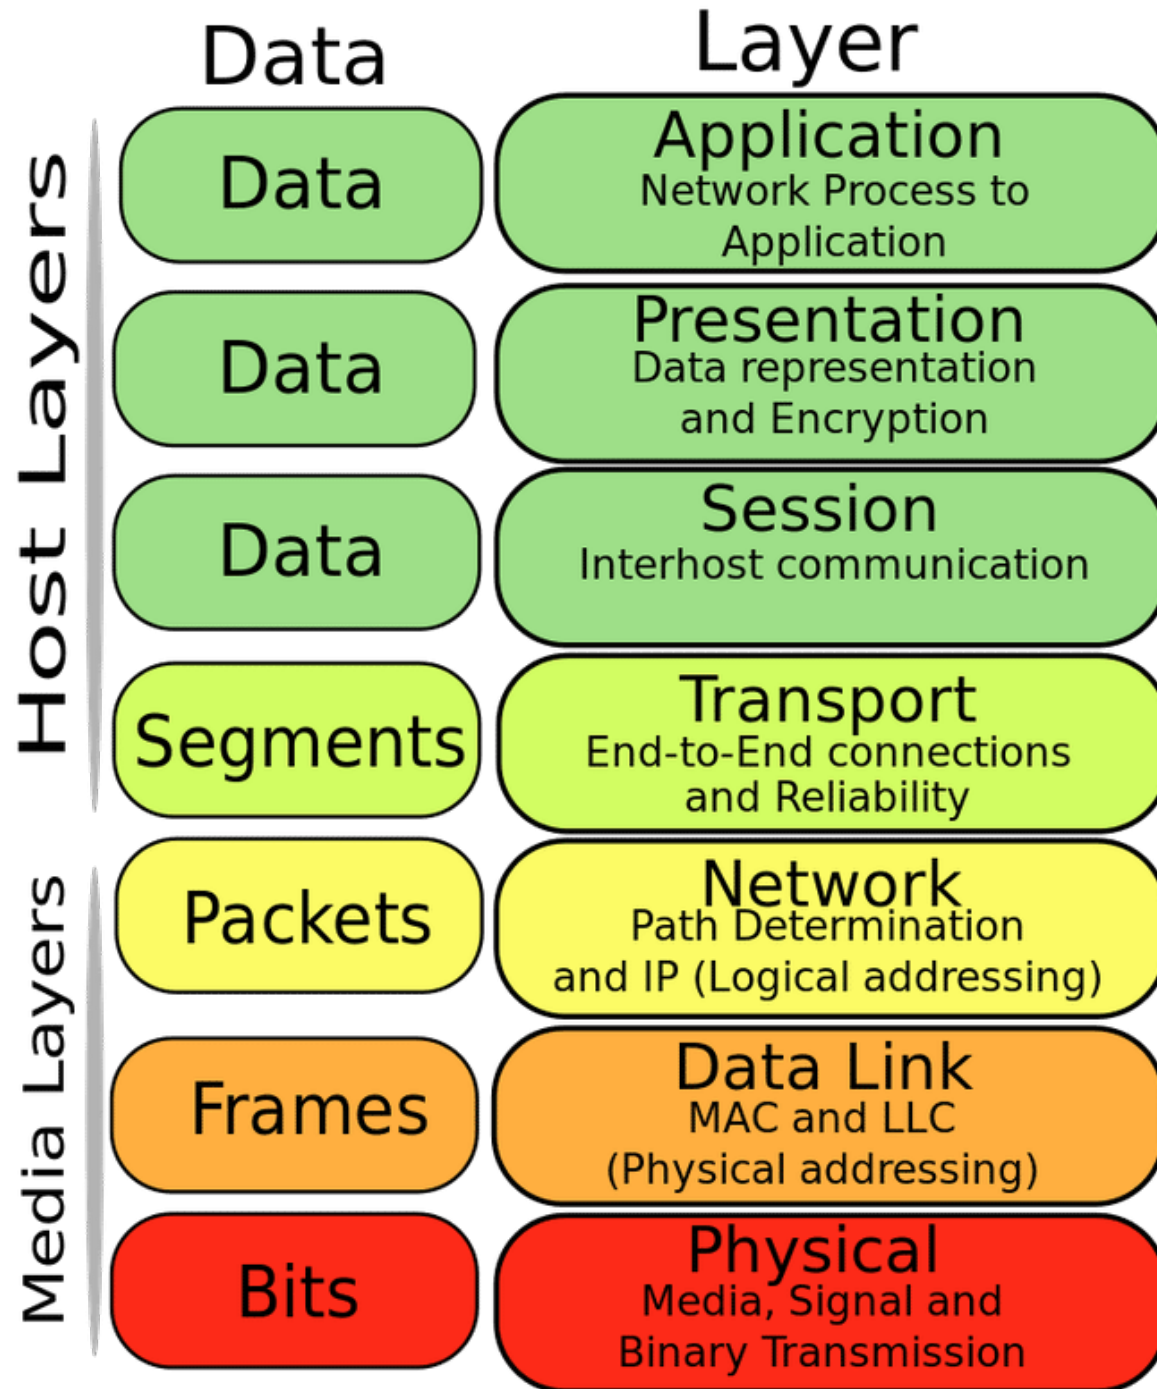 Data
Layer
Host Layers
Data
Application
Network Process to
Application
Data
Presentation
Data representation
and Encryption
Data
Session
Interhost communication
Segments
Transport
End-to-End connections
and Reliability
Media Layers
Packets
Network
Path Determination
and IP (Logical addressing)
Frames
Data Link
MAC and LLC
(Physical addressing)
Bits
Physical
Media, Signal and
Binary Transmission